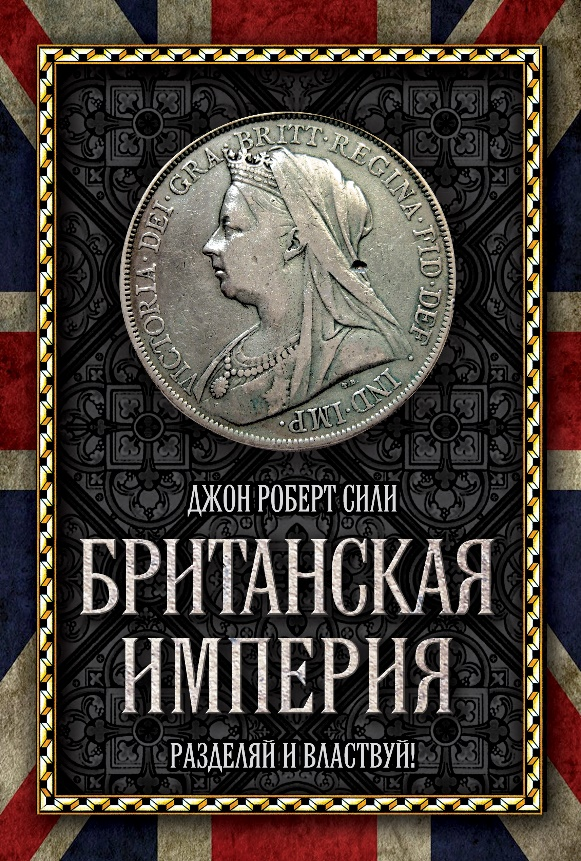 VICTORIA·DEI·GRA·BRITT·REGINA·FID·DEF·IND·IMP·
ДЖОН РОБЕРТ СИЛИ
БРИТАНСКАЯ
ИМПЕРИЯ
РАЗДЕЛЯЙ И ВЛАСТВУЙ!